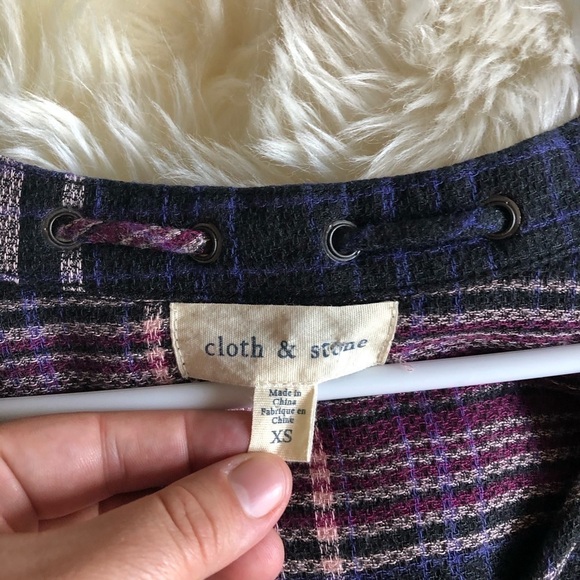 cloth & stone
Made in
China
Fabriqué en
Chine
XS